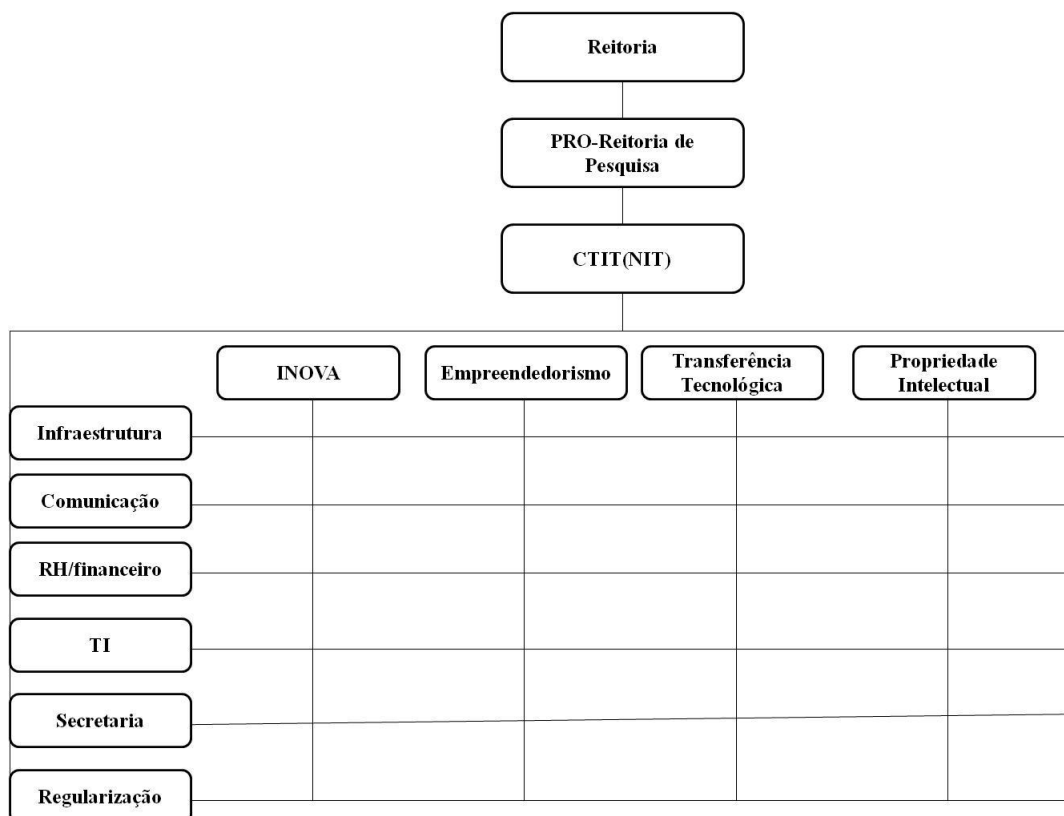 Reitoria
PRO-Reitoria de
Pesquisa
CTIT(NIT)
INOVA
Empreendedorismo
Transferência
Tecnológica
Propriedade
Intelectual
Infraestrutura
Comunicação
RH/financeiro
TI
Secretaria
Regularização